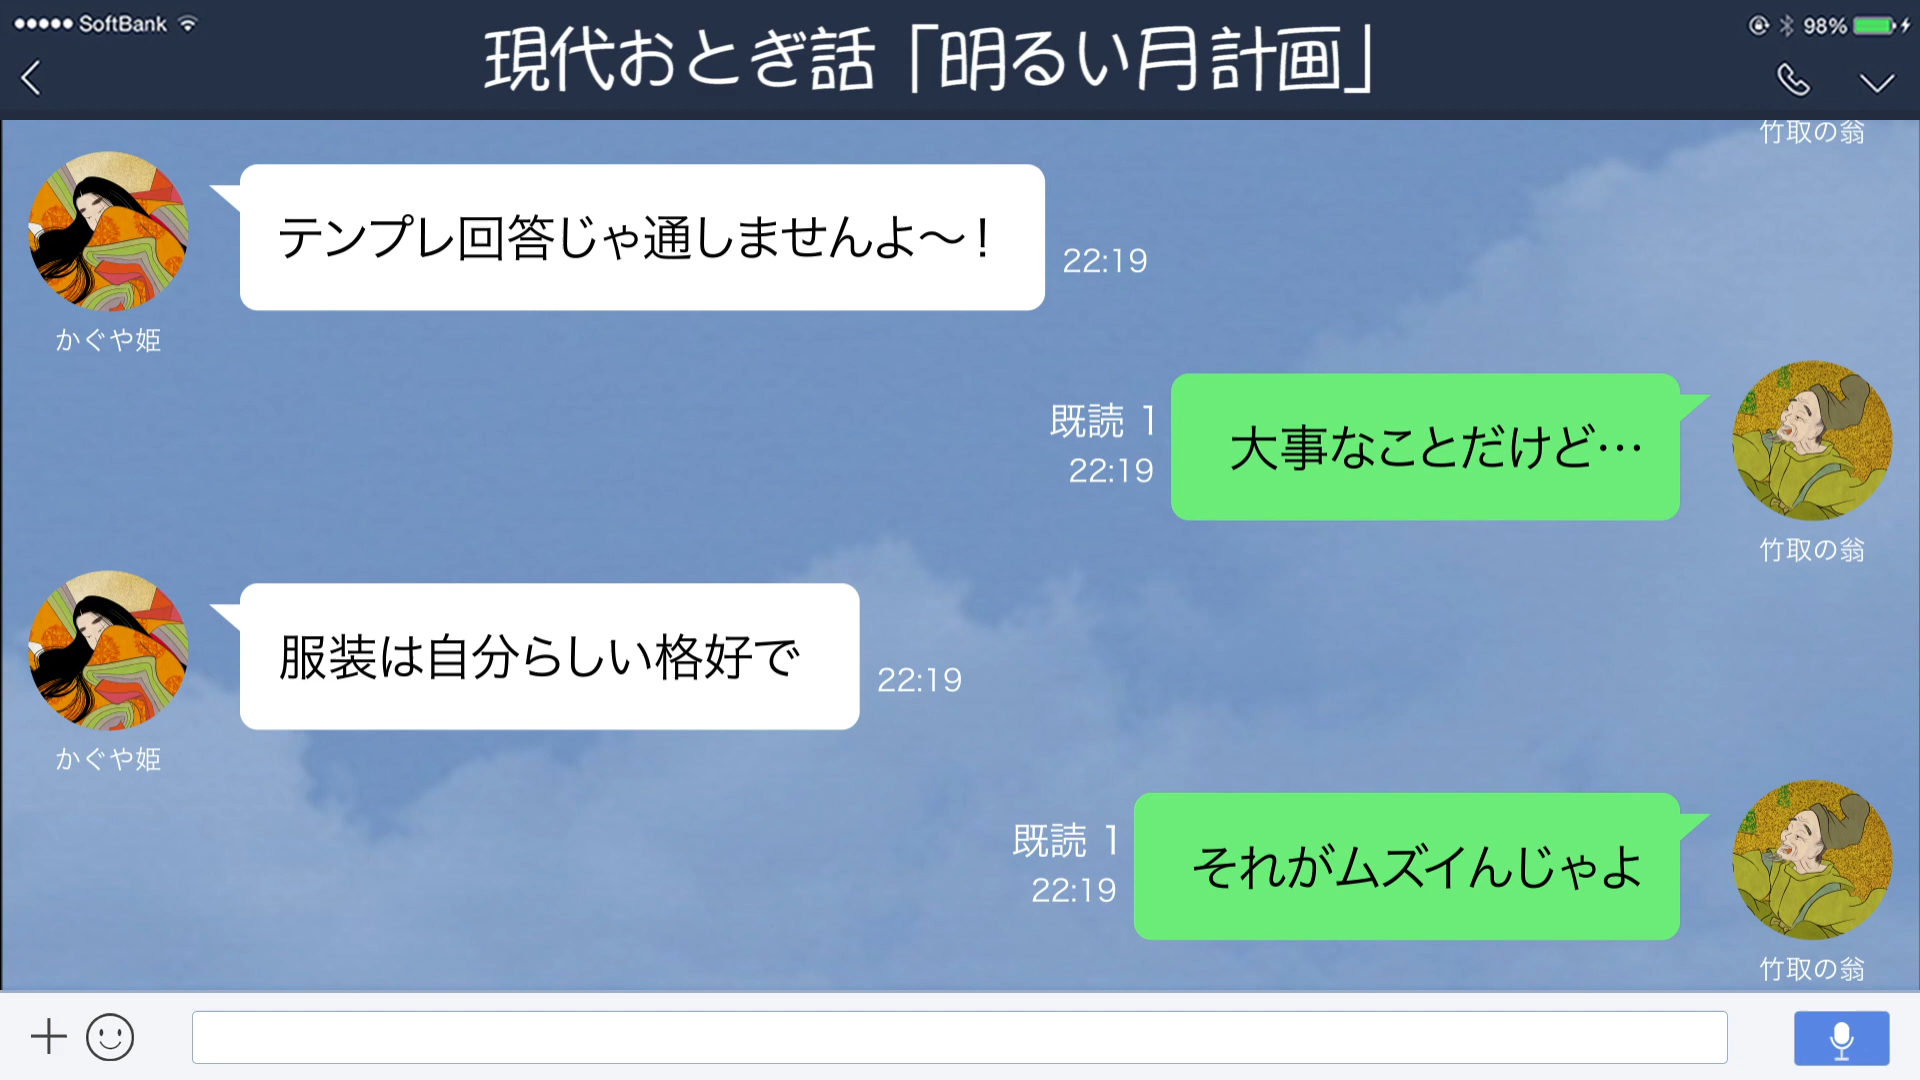 SoftBank
98%
現代おとぎ話「明るい月計画」
竹取の翁
テンプレ回答じゃ通しませんよ～！
22:19
かぐや姫
既読 1
22:19
大事なことだけど…
竹取の翁
服装は自分らしい格好で
22:19
かぐや姫
既読 1
22:19
それがムズイんじゃよ
竹取の翁